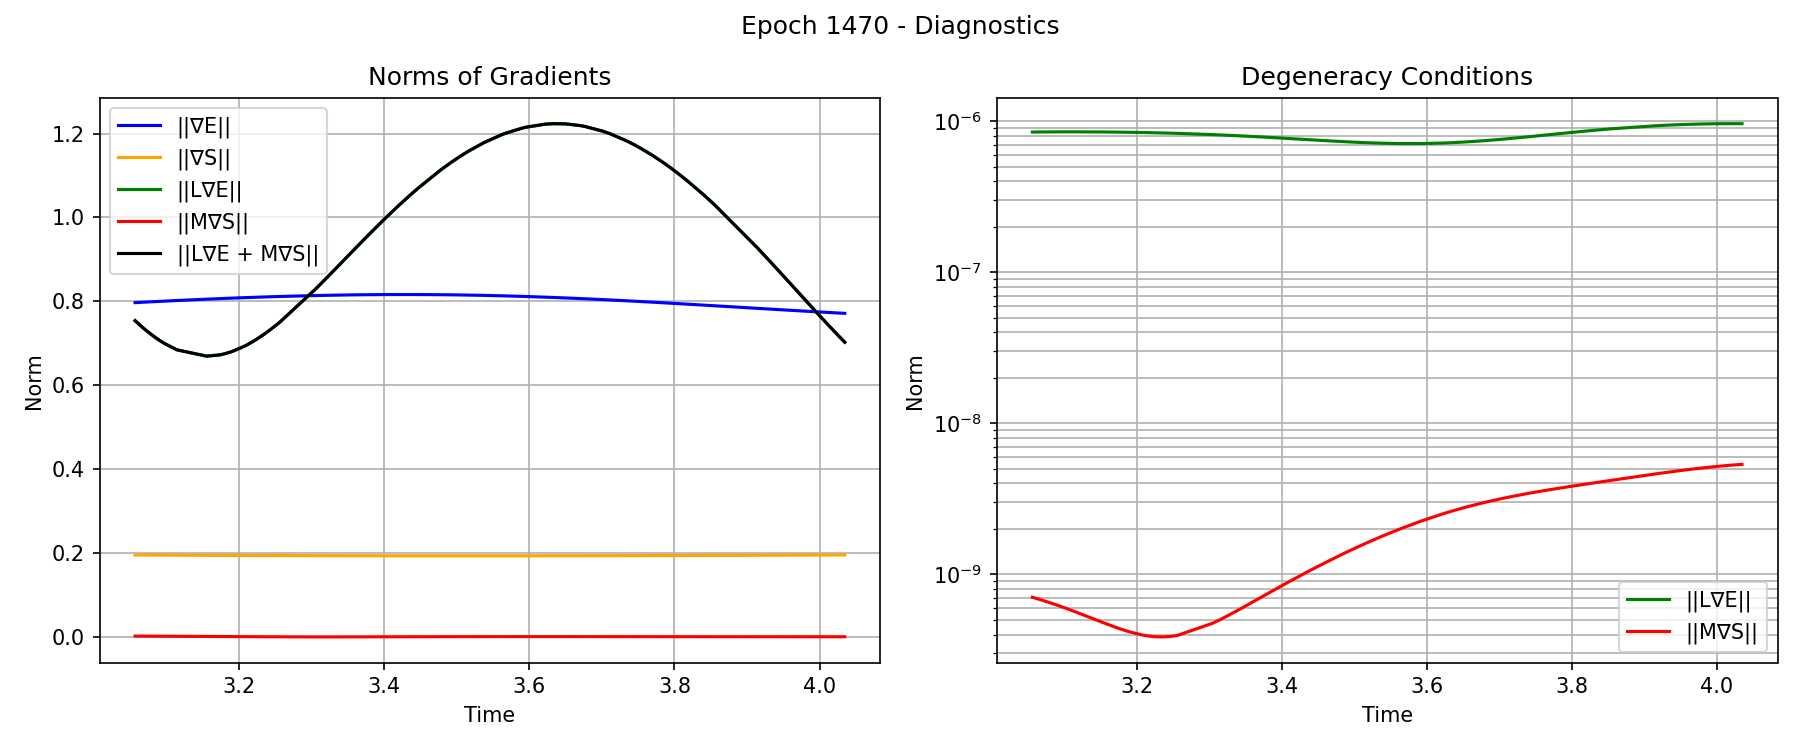 Epoch 1470 - Diagnostics
Norms of Gradients
||∇E||
||∇S||
||L∇E||
||M∇S||
||L∇E + M∇S||
1.2
1.0
0.8
0.6
0.4
0.2
0.0
Norm
3.2 3.4 3.6 3.8 4.0
Time
Degeneracy Conditions
10⁻⁶
10⁻⁷
10⁻⁸
10⁻⁹
Norm
||L∇E||
||M∇S||
3.2 3.4 3.6 3.8 4.0
Time